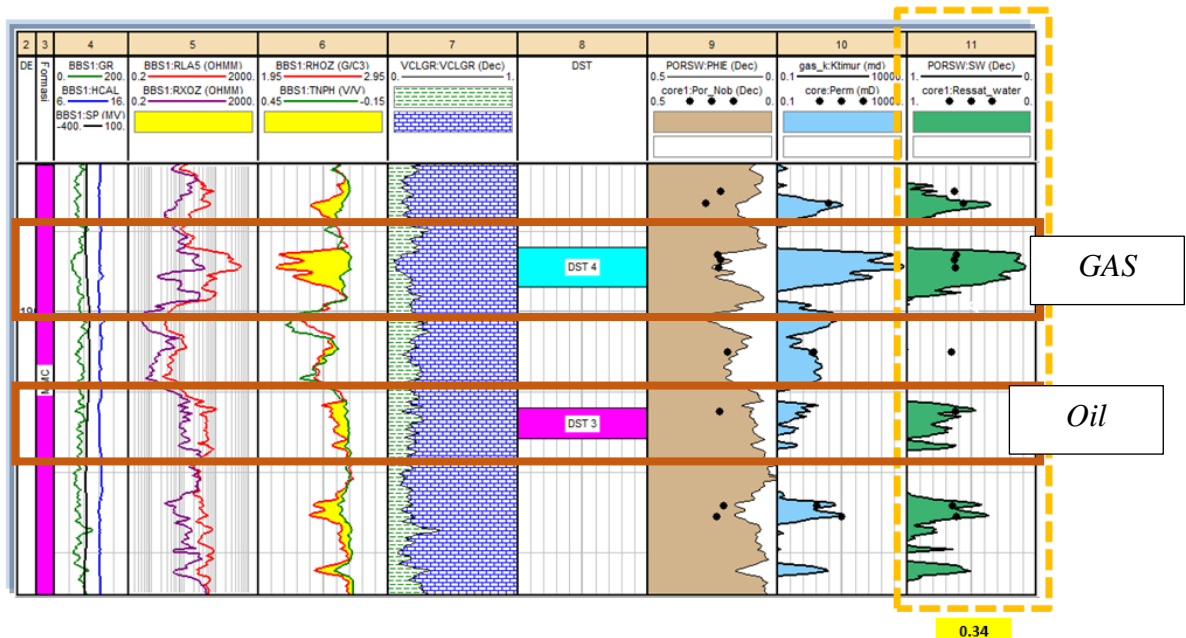 2 3 4 5 6 7 8 9 10 11
DE
Formasi
BBS1:GR
0. 200.
BBS1:HCAL
6. 16.
BBS1:SP (MV)
-400. 100.
BBS1:RLA5 (OHMM)
0.2 2000.
BBS1:RXOZ (OHMM)
0.2 2000.
BBS1:RHOZ (G/C3)
1.95 2.95
BBS1:TNPH (V/V)
0.45 -0.15
VCLGR:VCLGR (Dec)
0. 1.
DST
PORSW:PHIE (Dec)
0.5 0.
core1:Por_Nob (Dec)
0.5 0.
gas_k:Ktimur (md)
0.1 10000.
core1:Perm (mD)
0.1 10000.
PORSW:SW (Dec)
1. 0.
core1:Ressat_water
1. 0.
DST 4
GAS
DST 3
Oil
0.34